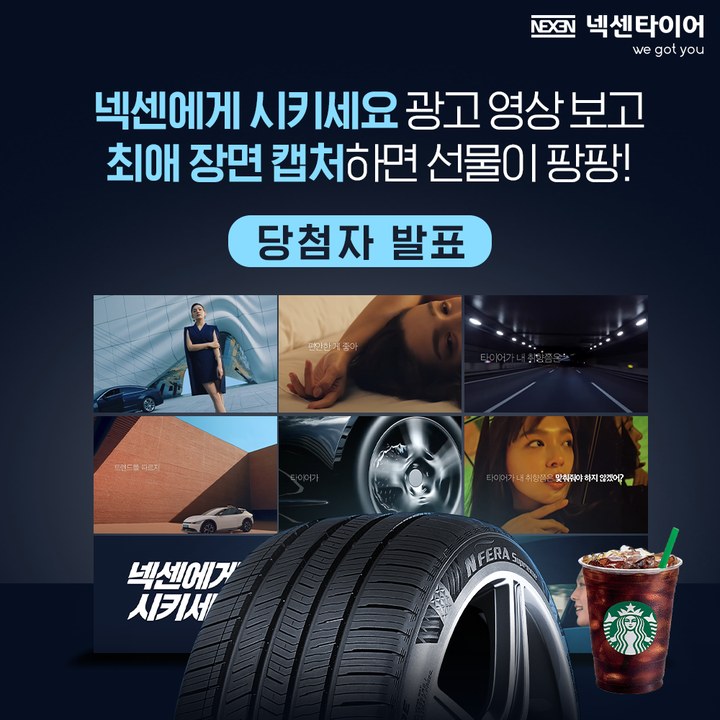 NEXEN 넥센타이어
we got you
넥센에게 시키세요 광고 영상 보고
최애 장면 캡처하면 선물이 팡팡!
당첨자 발표
편안한 게 좋아
타이어가 내 취향쯤은
트렌드를 따르지
타이어가
타이어가 내 취향쯤은 맞춰줘야 하지 않겠어?
넥센에게
시키세
N FERA Supreme